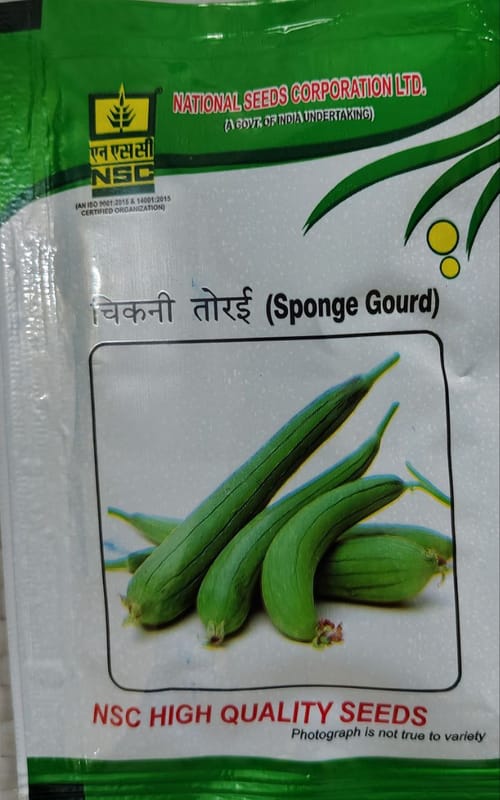 NATIONAL SEEDS CORPORATION LTD.
(A GOVT. OF INDIA UNDERTAKING)
एन एस सी
NSC
(AN ISO 9001:2015 & 14001:2015
CERTIFIED ORGANIZATION)
चिकनी तोरई (Sponge Gourd)
NSC HIGH QUALITY SEEDS
Photograph is not true to variety